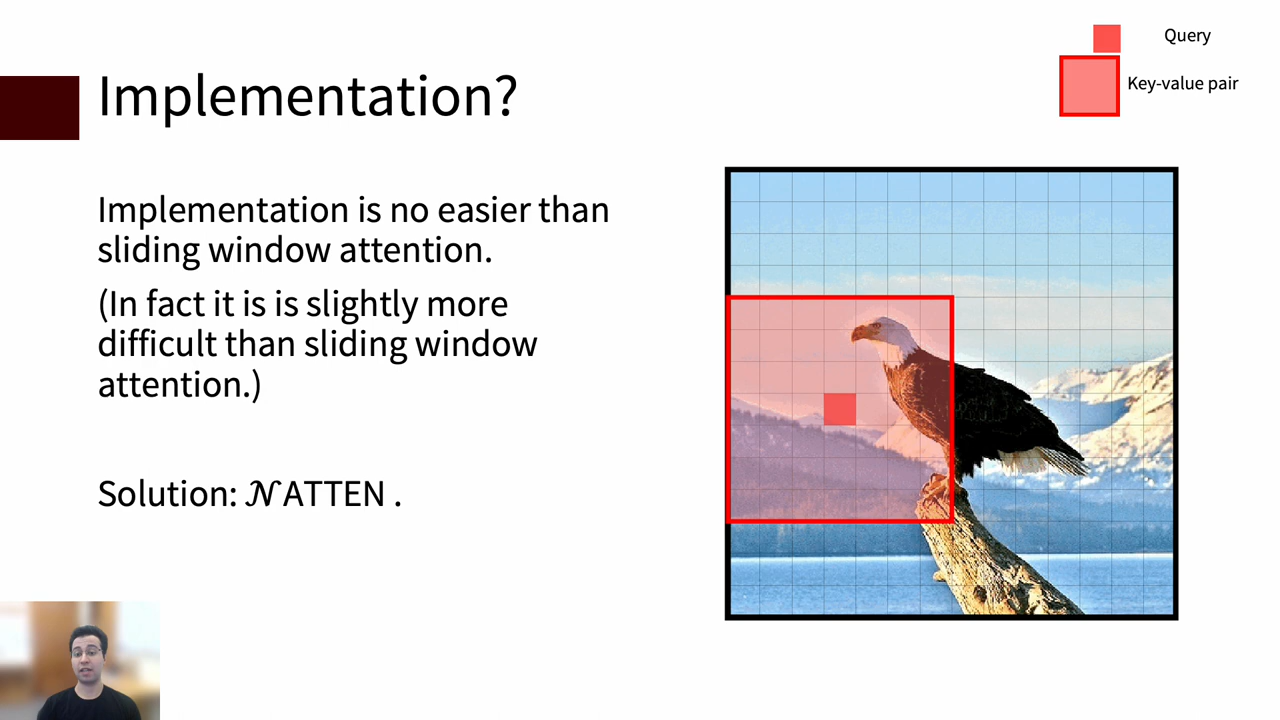 Query
Key-value pair
Implementation?
Implementation is no easier than
sliding window attention.
(In fact it is is slightly more
difficult than sliding window
attention.)
Solution: 𝒩ATTEN .